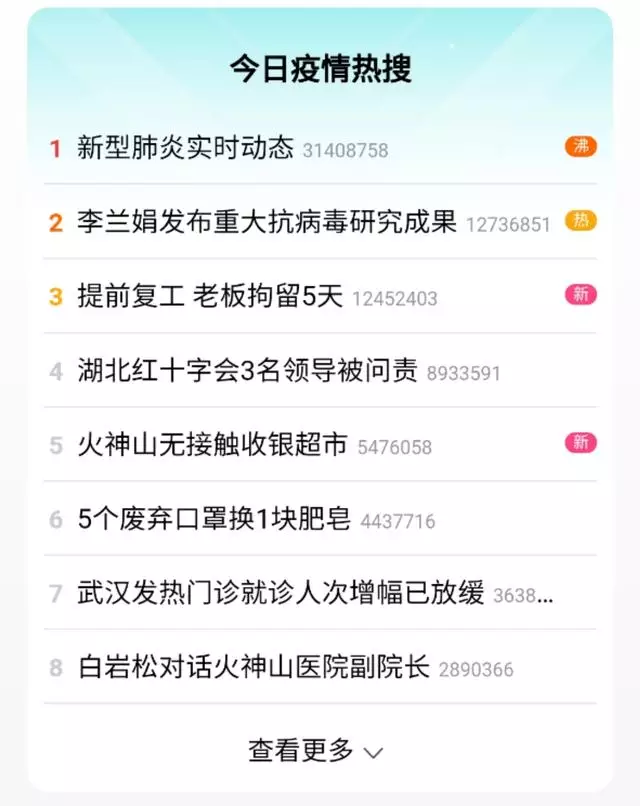 今日疫情热搜
1 新型肺炎实时动态 31408758 沸
2 李兰娟发布重大抗病毒研究成果 12736851 热
3 提前复工 老板拘留5天 12452403 新
4 湖北红十字会3名领导被问责 8933591
5 火神山无接触收银超市 5476058 新
6 5个废弃口罩换1块肥皂 4437716
7 武汉发热门诊就诊人次增幅已放缓 3638...
8 白岩松对话火神山医院副院长 2890366
查看更多